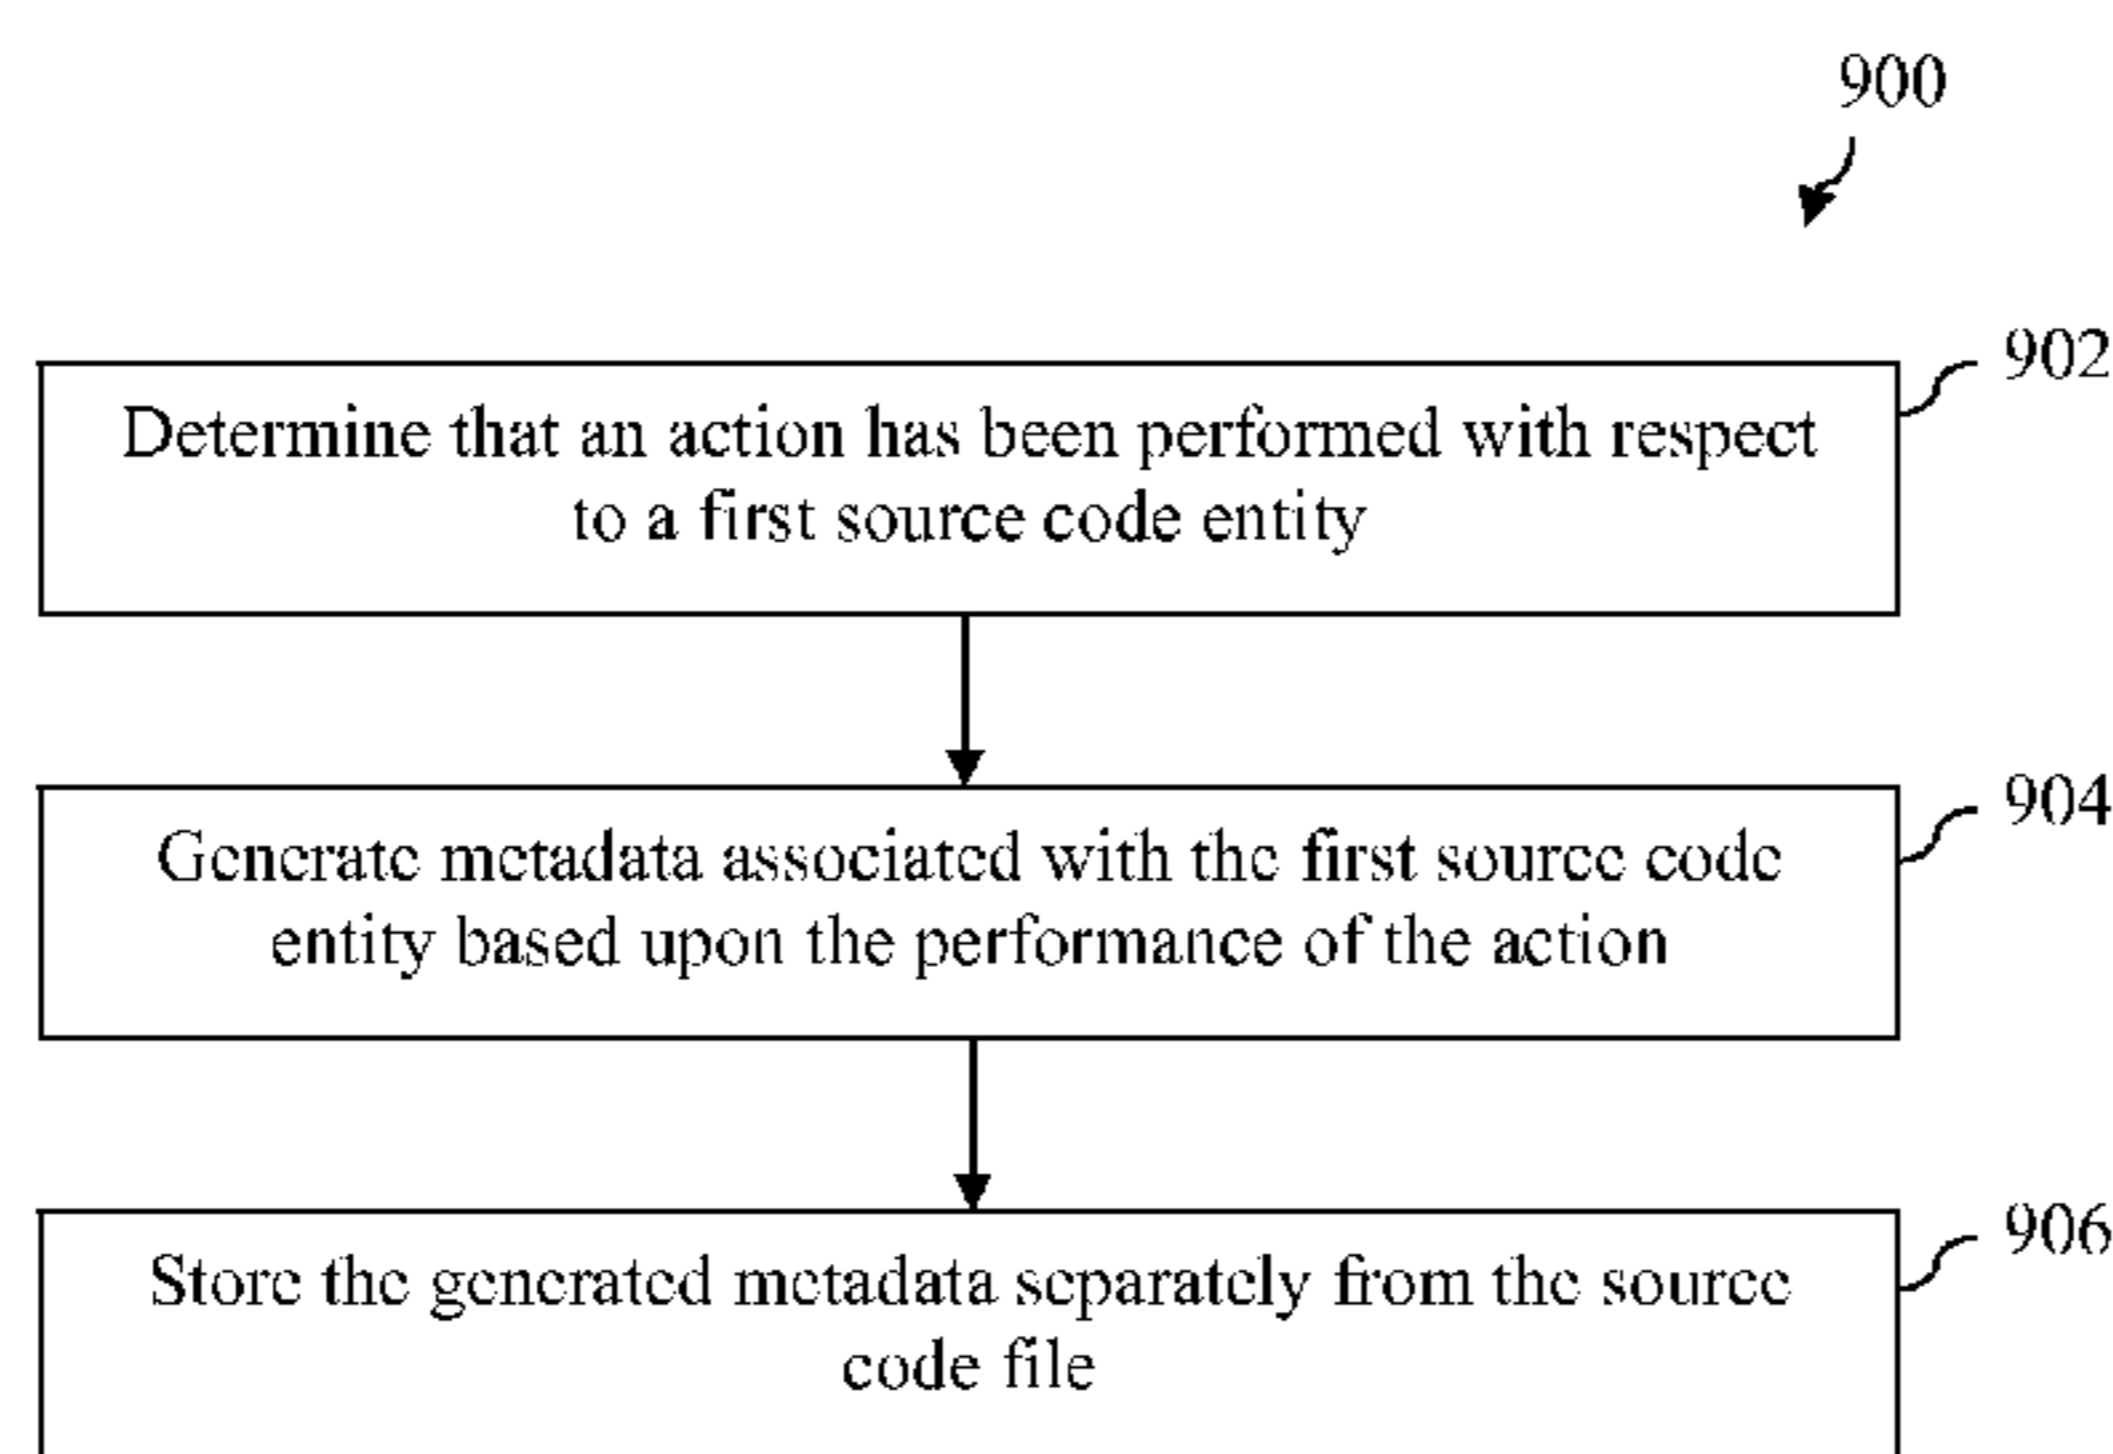 900
902
Determine that an action has been performed with respect
to a first source code entity
904
Generate metadata associated with the first source code
entity based upon the performance of the action
906
Store the generated metadata separately from the source
code file